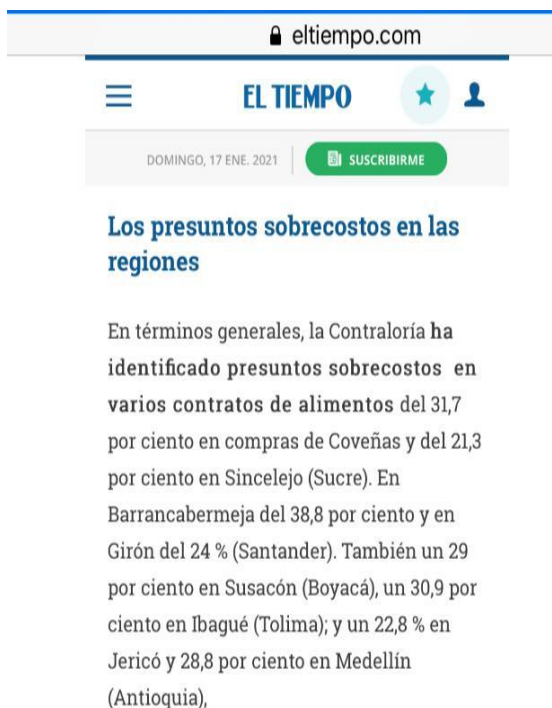 eltiempo.com
EL TIEMPO
DOMINGO, 17 ENE. 2021
SUSCRIBIRME
Los presuntos sobrecostos en las
regiones
En términos generales, la Contraloría ha
identificado presuntos sobrecostos en
varios contratos de alimentos del 31,7
por ciento en compras de Coveñas y del 21,3
por ciento en Sincelejo (Sucre). En
Barrancabermeja del 38,8 por ciento y en
Girón del 24 % (Santander). También un 29
por ciento en Susacón (Boyacá), un 30,9 por
ciento en Ibagué (Tolima); y un 22,8 % en
Jericó y 28,8 por ciento en Medellín
(Antioquia),